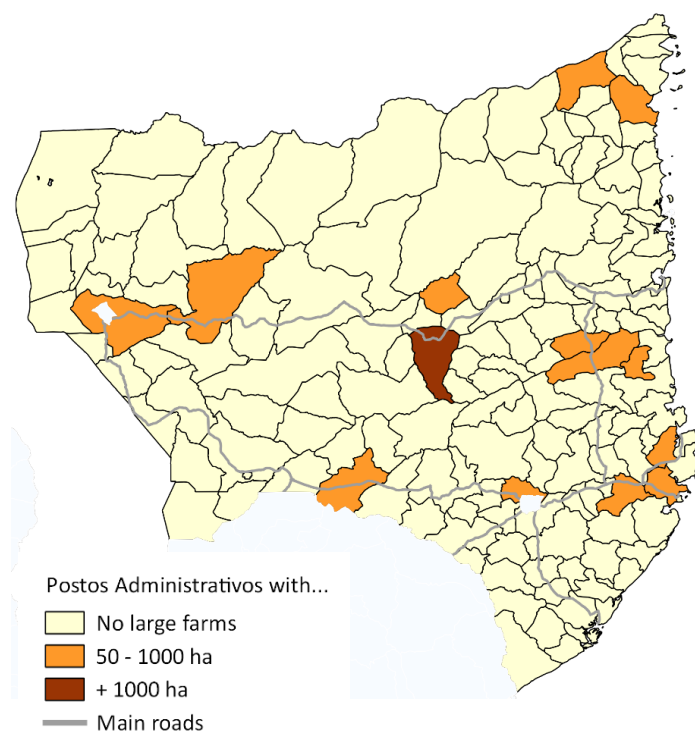 Postos Administrativos with...
No large farms
50 - 1000 ha
+ 1000 ha
Main roads